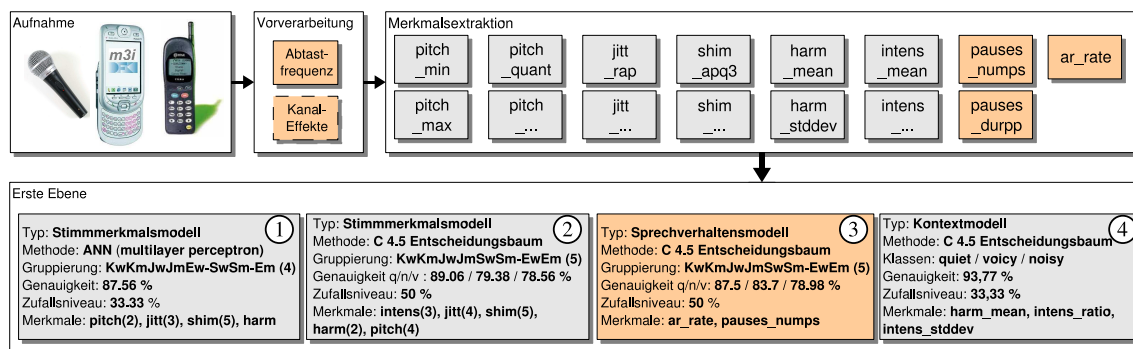 Aufnahme
m3i
Vorverarbeitung
Abtast-
frequenz
Kanal-
Effekte
Merkmalsextraktion
pitch
_min
pitch
_quant
jitt
_rap
shim
_apq3
harm
_mean
intens
_mean
pauses
_numps
ar_rate
pitch
_max
pitch
_...
jitt
_...
shim
_...
harm
_stddev
intens
_...
pauses
_durpp
Erste Ebene
1
Typ: Stimmmerkmalsmodell
Methode: ANN (multilayer perceptron)
Gruppierung: KwKmJwJmEw-SwSm-Em (4)
Genauigkeit: 87.56 %
Zufallsniveau: 33.33 %
Merkmale: pitch(2), jitt(3), shim(5), harm
2
Typ: Stimmmerkmalsmodell
Methode: C 4.5 Entscheidungsbaum
Gruppierung: KwKmJwJmSwSm-EwEm (5)
Genauigkeit q/n/v : 89.06 / 79.38 / 78.56 %
Zufallsniveau: 50 %
Merkmale: intens(3), jitt(4), shim(5),
harm(2), pitch(4)
3
Typ: Sprechverhaltensmodell
Methode: C 4.5 Entscheidungsbaum
Gruppierung: KwKmJwJmSwSm-EwEm (5)
Genauigkeit q/n/v: 87.5 / 83.7 / 78.98 %
Zufallsniveau: 50 %
Merkmale: ar_rate, pauses_numps
4
Typ: Kontextmodell
Methode: C 4.5 Entscheidungsbaum
Klassen: quiet / voicy / noisy
Genauigkeit: 93,77 %
Zufallsniveau: 33,33 %
Merkmale: harm_mean, intens_ratio,
intens_stddev